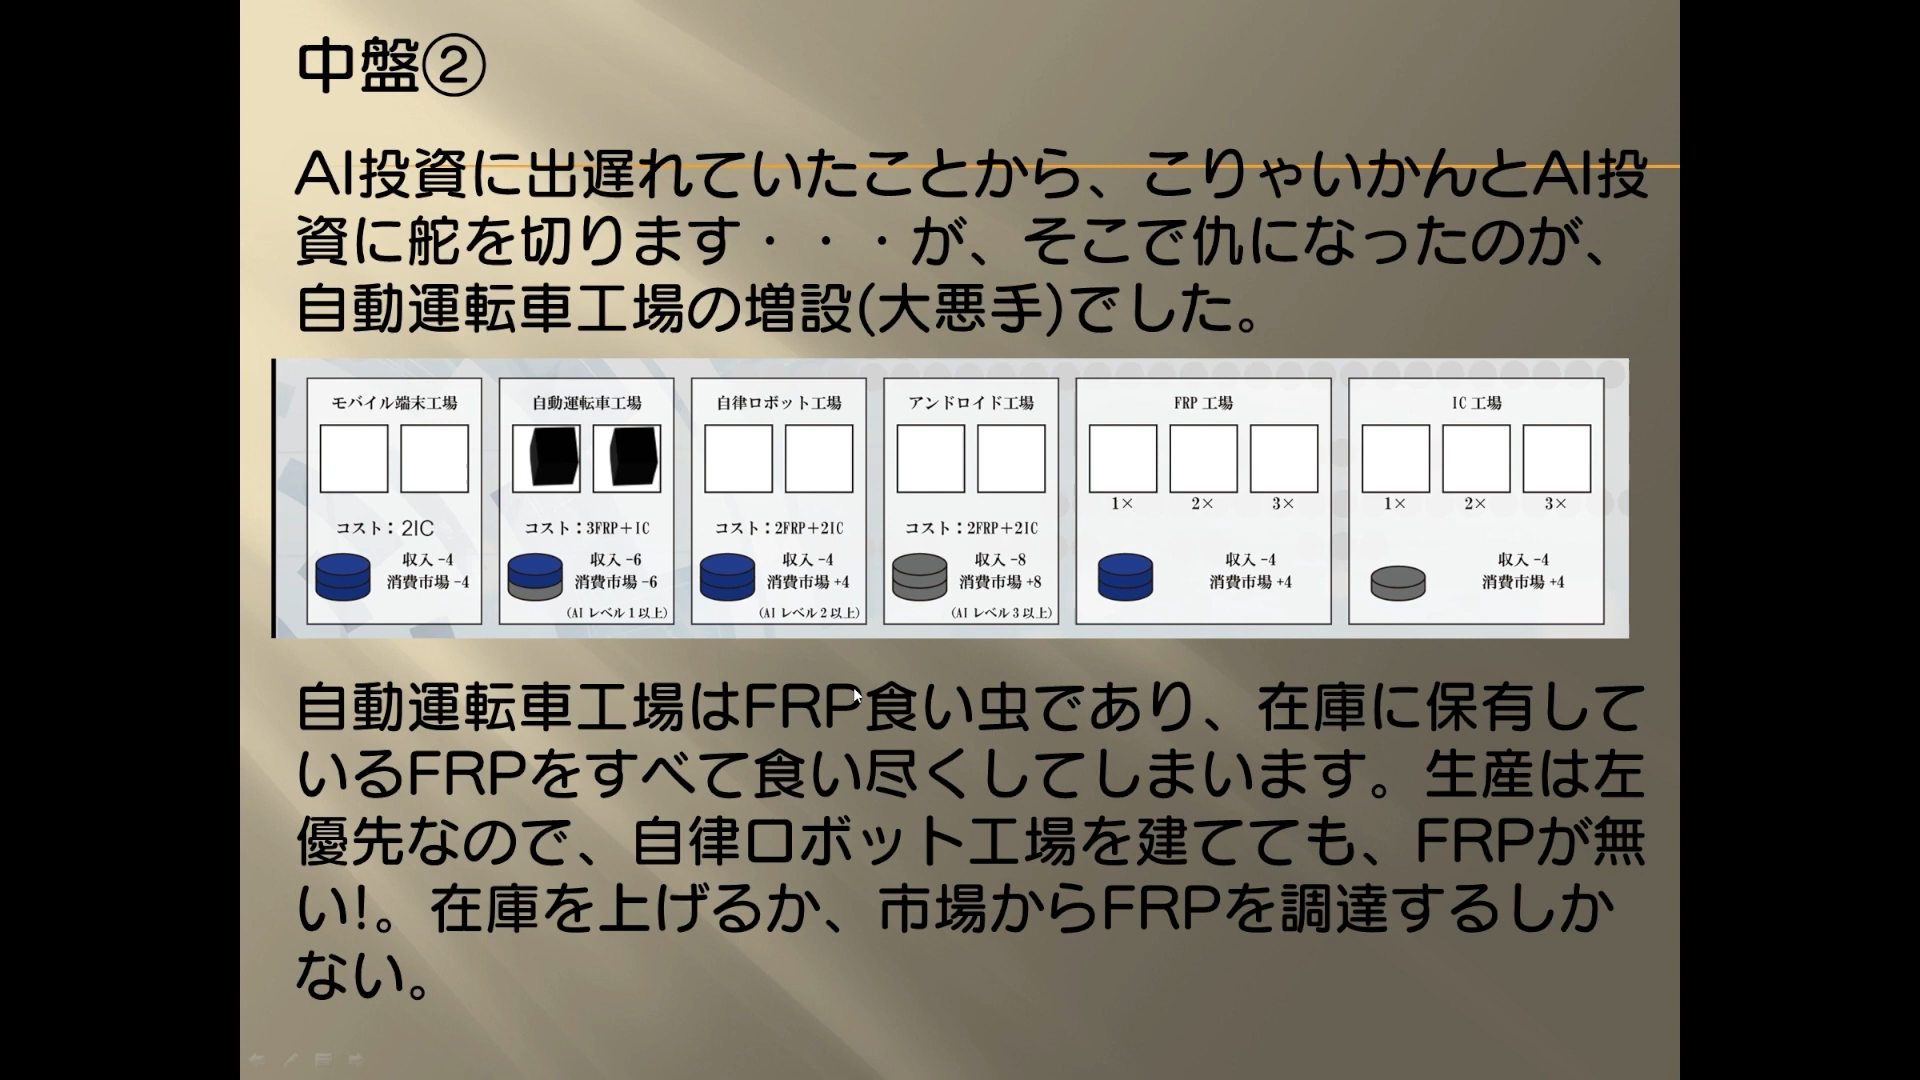 中盤②
AI投資に出遅れていたことから、こりゃいかんとAI投
資に舵を切ります・・・が、そこで仇になったのが、
自動運転車工場の増設(大悪手)でした。
モバイル端末工場
コスト：2IC
収入 -4
消費市場 -4
自動運転車工場
コスト：3FRP＋IC
収入 -6
消費市場 -6
(AI レベル 1 以上)
自律ロボット工場
コスト：2FRP＋2IC
収入 -4
消費市場 +4
(AI レベル 2 以上)
アンドロイド工場
コスト：2FRP＋2IC
収入 -8
消費市場 +8
(AI レベル 3 以上)
FRP 工場
1× 2× 3×
収入 -4
消費市場 +4
IC 工場
1× 2× 3×
収入 -4
消費市場 +4
自動運転車工場はFRP食い虫であり、在庫に保有して
いるFRPをすべて食い尽くしてしまいます。生産は左
優先なので、自律ロボット工場を建てても、FRPが無
い!。在庫を上げるか、市場からFRPを調達するしか
ない。